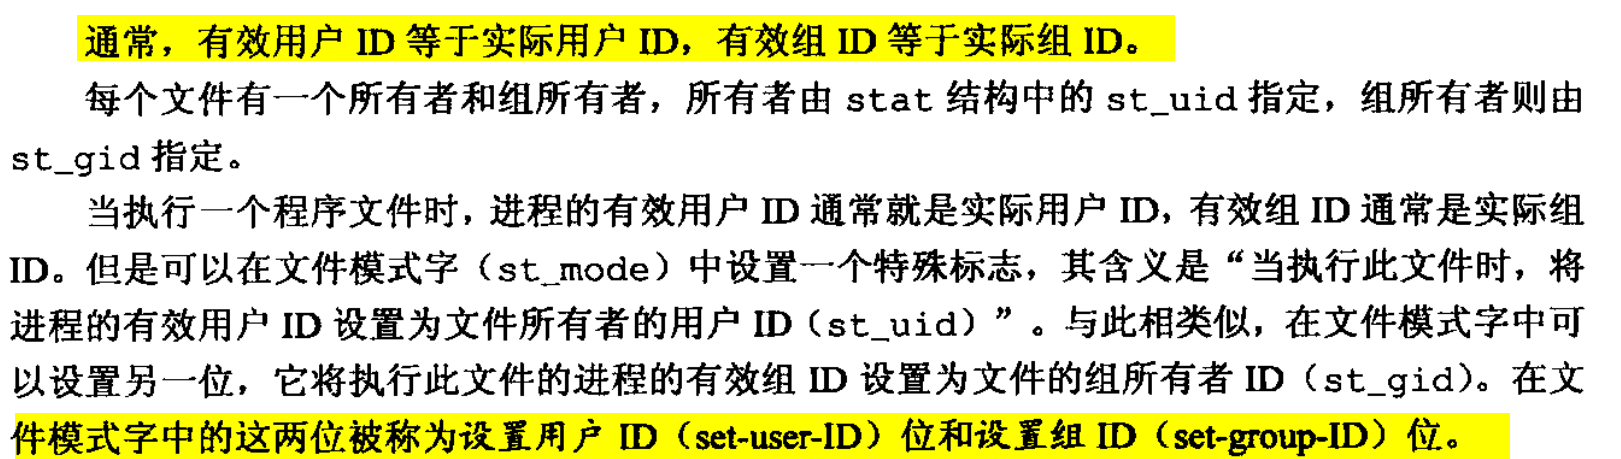 通常，有效用户 ID 等于实际用户 ID，有效组 ID 等于实际组 ID。
每个文件有一个所有者和组所有者，所有者由 stat 结构中的 st_uid 指定，组所有者则由
st_gid 指定。
当执行一个程序文件时，进程的有效用户 ID 通常就是实际用户 ID，有效组 ID 通常是实际组
ID。但是可以在文件模式字（st_mode）中设置一个特殊标志，其含义是“当执行此文件时，将
进程的有效用户 ID 设置为文件所有者的用户 ID（st_uid）”。与此相类似，在文件模式字中可
以设置另一位，它将执行此文件的进程的有效组 ID 设置为文件的组所有者 ID（st_gid）。在文
件模式字中的这两位被称为设置用户 ID（set-user-ID）位和设置组 ID（set-group-ID）位。